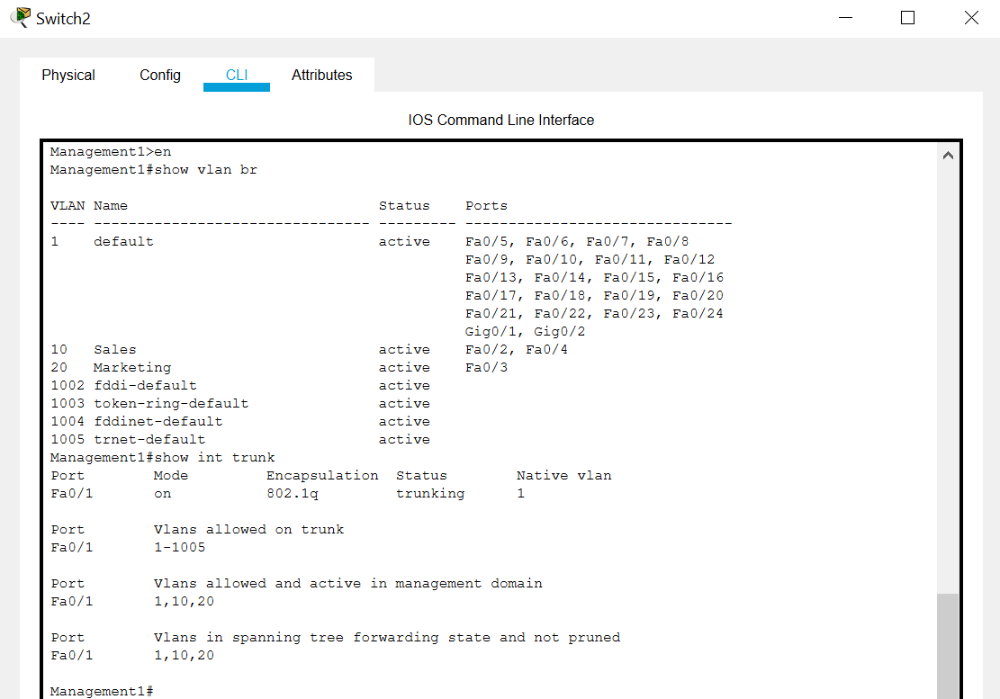 Switch2
Physical Config CLI Attributes
IOS Command Line Interface
Management1>en
Management1#show vlan br
VLAN Name                             Status    Ports
---- -------------------------------- --------- -------------------------------
1    default                          active    Fa0/5, Fa0/6, Fa0/7, Fa0/8
                                                Fa0/9, Fa0/10, Fa0/11, Fa0/12
                                                Fa0/13, Fa0/14, Fa0/15, Fa0/16
                                                Fa0/17, Fa0/18, Fa0/19, Fa0/20
                                                Fa0/21, Fa0/22, Fa0/23, Fa0/24
                                                Gig0/1, Gig0/2
10   Sales                            active    Fa0/2, Fa0/4
20   Marketing                        active    Fa0/3
1002 fddi-default                     active
1003 token-ring-default               active
1004 fddinet-default                  active
1005 trnet-default                    active
Management1#show int trunk
Port        Mode         Encapsulation  Status        Native vlan
Fa0/1       on           802.1q         trunking      1
Port        Vlans allowed on trunk
Fa0/1       1-1005
Port        Vlans allowed and active in management domain
Fa0/1       1,10,20
Port        Vlans in spanning tree forwarding state and not pruned
Fa0/1       1,10,20
Management1#